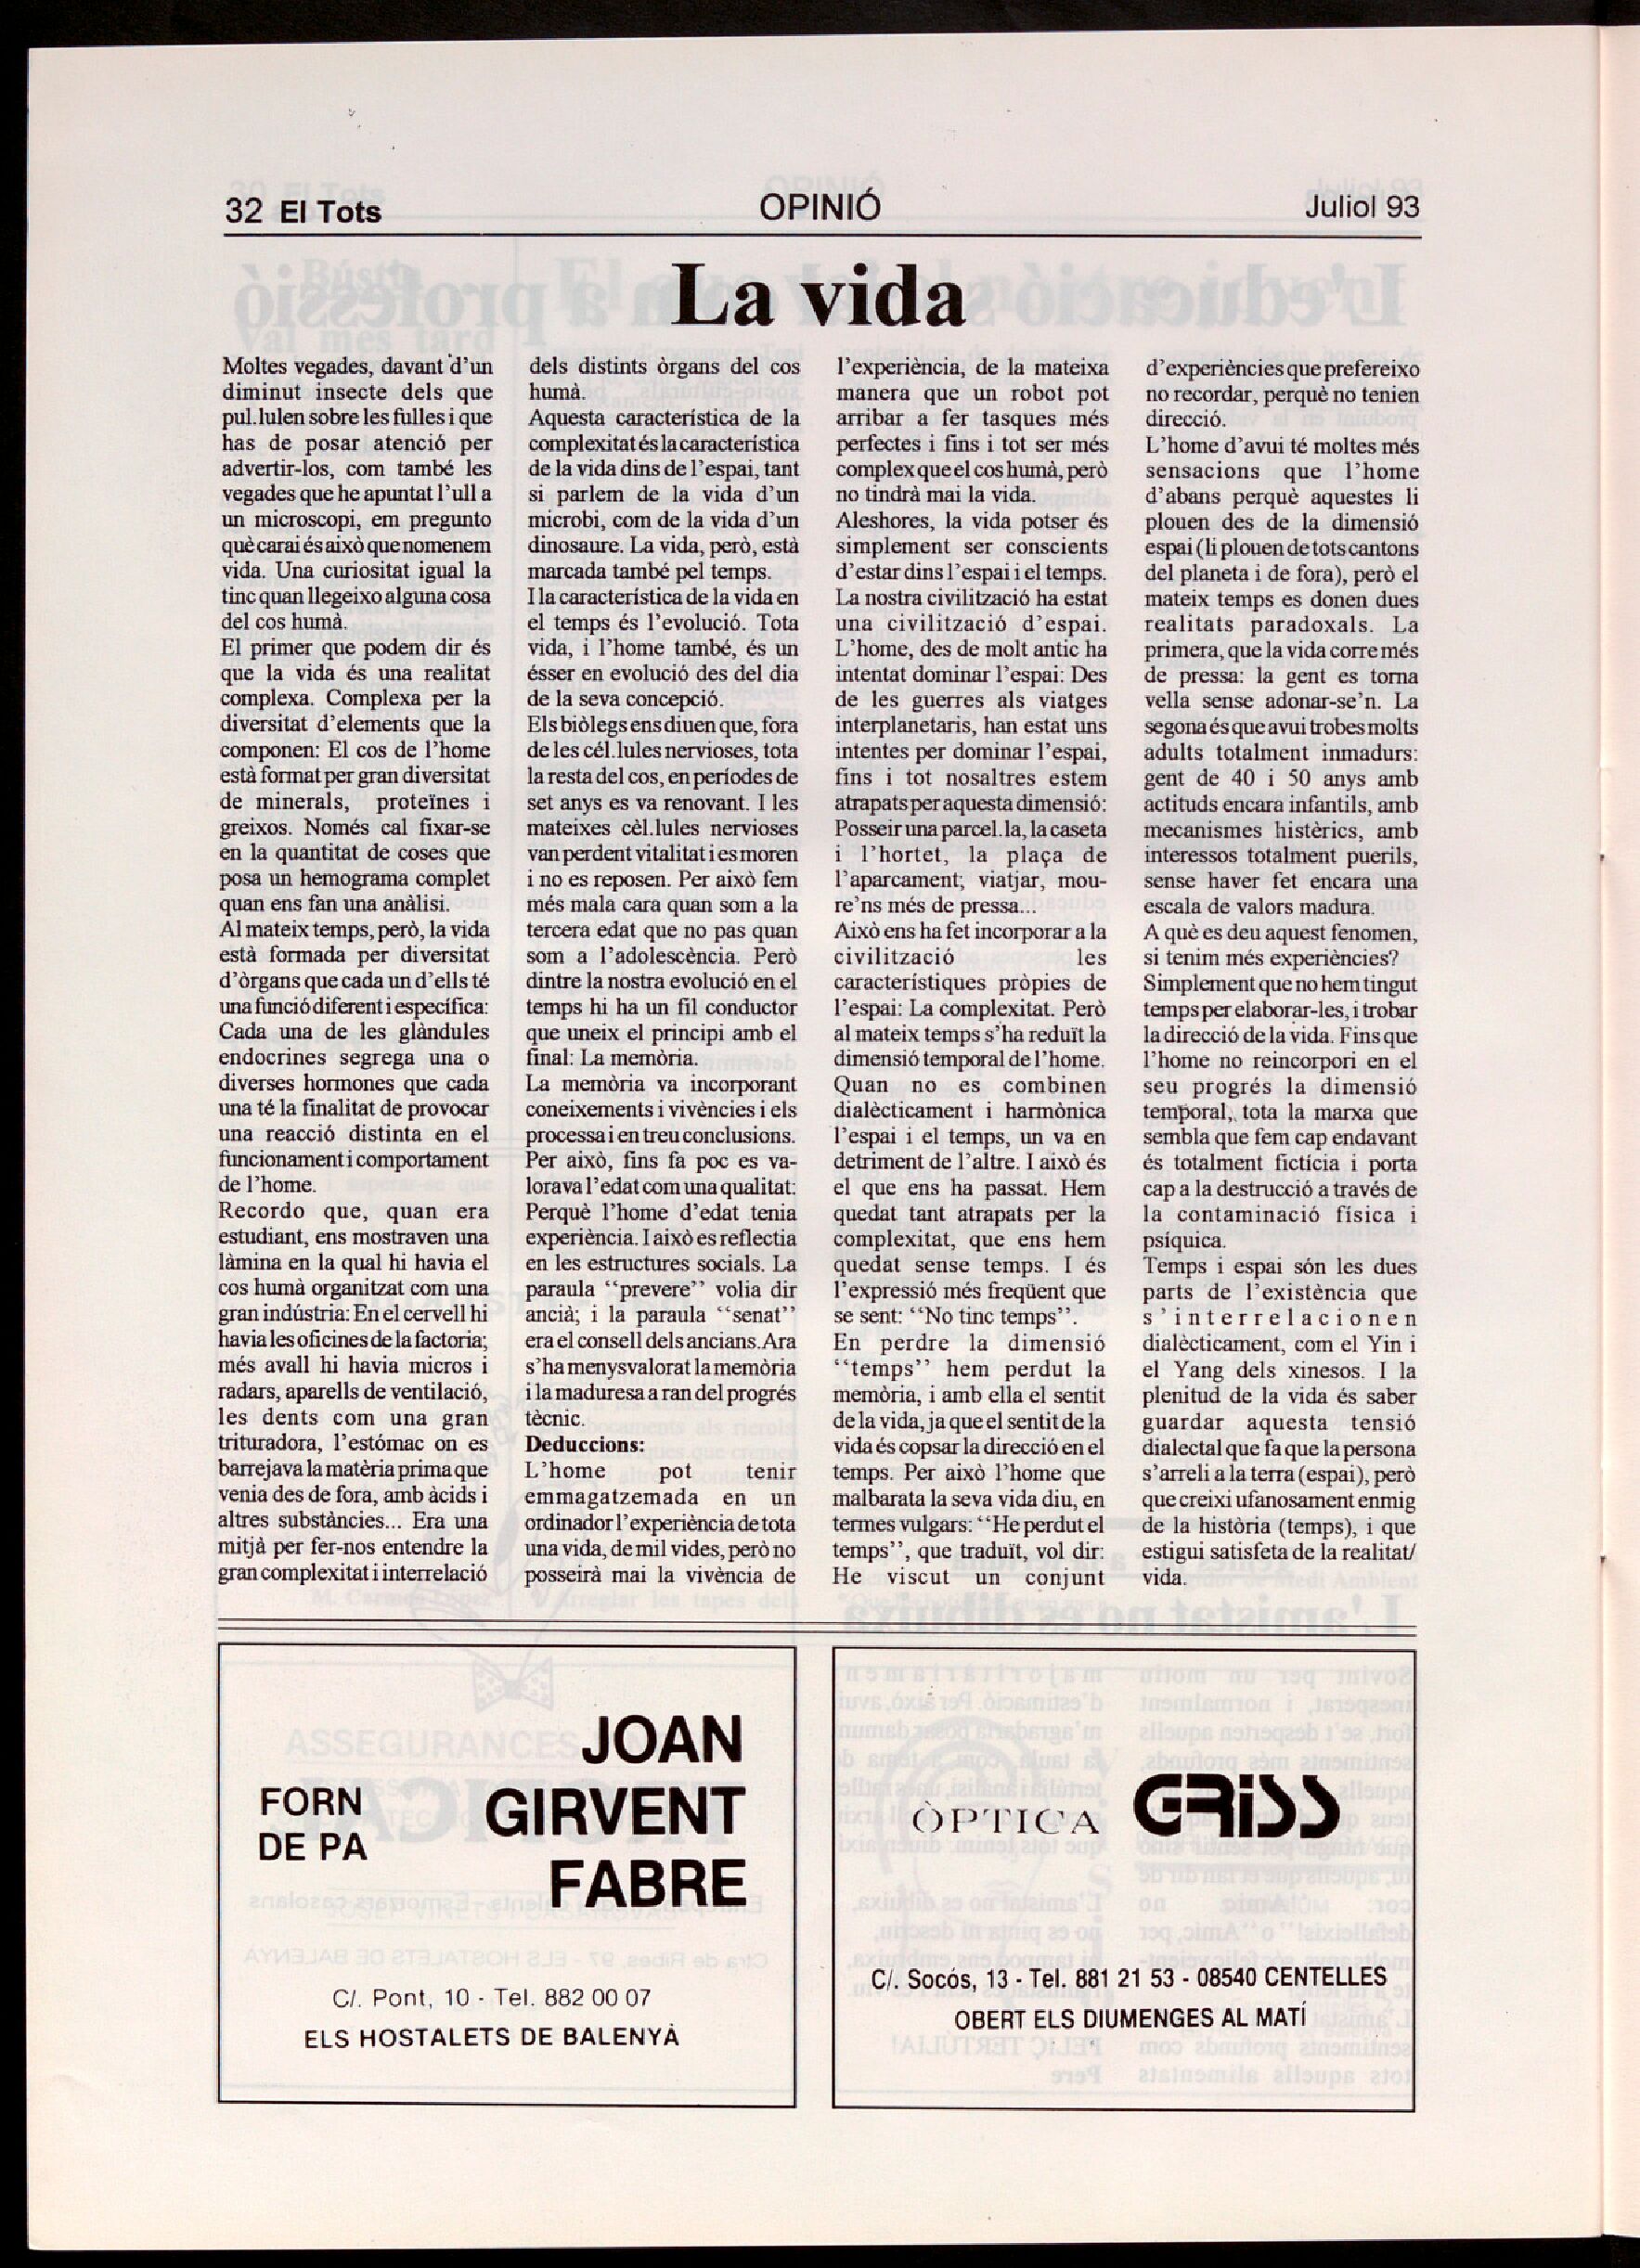 32 El Tots
OPINIÓ
Juliol 93
La vida
Moltes vegades, davant d'un
diminut insecte dels que
pul.lulen sobre les fulles i que
has de posar atenció per
advertir-los, com també les
vegades que he apuntat l'ull a
un microscopi, em pregunto
què carai és això que nomenem
vida. Una curiositat igual la
tinc quan llegeixo alguna cosa
del cos humà.
El primer que podem dir és
que la vida és una realitat
complexa. Complexa per la
diversitat d'elements que la
componen: El cos de l'home
està format per gran diversitat
de minerals, proteïnes i
greixos. Només cal fixar-se
en la quantitat de coses que
posa un hemograma complet
quan ens fan una anàlisi.
Al mateix temps, però, la vida
està formada per diversitat
d'òrgans que cada un d'ells té
una funció diferent i específica:
Cada una de les glàndules
endocrines segrega una o
diverses hormones que cada
una té la finalitat de provocar
una reacció distinta en el
funcionament i comportament
de l'home.
Recordo que, quan era
estudiant, ens mostraven una
làmina en la qual hi havia el
cos humà organitzat com una
gran indústria: En el cervell hi
havia les oficines de la factoria;
més avall hi havia micros i
radars, aparells de ventilació,
les dents com una gran
trituradora, l'estómac on es
barrejava la matèria prima que
venia des de fora, amb àcids i
altres substàncies... Era una
mitjà per fer-nos entendre la
gran complexitat i interrelació
dels distints òrgans del cos
humà.
Aquesta característica de la
complexitat és la característica
de la vida dins de l'espai, tant
si parlem de la vida d'un
microbi, com de la vida d'un
dinosaure. La vida, però, està
marcada també pel temps.
I la característica de la vida en
el temps és l'evolució. Tota
vida, i l'home també, és un
ésser en evolució des del dia
de la seva concepció.
Els biòlegs ens diuen que, fora
de les cél.lules nervioses, tota
la resta del cos, en períodes de
set anys es va renovant. I les
mateixes cèl.lules nervioses
van perdent vitalitat i es moren
i no es reposen. Per això fem
més mala cara quan som a la
tercera edat que no pas quan
som a l'adolescència. Però
dintre la nostra evolució en el
temps hi ha un fil conductor
que uneix el principi amb el
final: La memòria.
La memòria va incorporant
coneixements i vivències i els
processa i en treu conclusions.
Per això, fins fa poc es va-
lorava l'edat com una qualitat:
Perquè l'home d'edat tenia
experiència. I això es reflectia
en les estructures socials. La
paraula "prevere" volia dir
ancià; i la paraula "senat"
era el consell dels ancians. Ara
s'ha menysvalorat la memòria
i la maduresa a ran del progrés
tècnic.
Deduccions:
L'home pot tenir
emmagatzemada en un
ordinador l'experiència de tota
una vida, de mil vides, però no
posseirà mai la vivència de
l'experiència, de la mateixa
manera que un robot pot
arribar a fer tasques més
perfectes i fins i tot ser més
complex que el cos humà, però
no tindrà mai la vida.
Aleshores, la vida potser és
simplement ser conscients
d'estar dins l'espai i el temps.
La nostra civilització ha estat
una civilització d'espai.
L'home, des de molt antic ha
intentat dominar l'espai: Des
de les guerres als viatges
interplanetaris, han estat uns
intentes per dominar l'espai,
fins i tot nosaltres estem
atrapats per aquesta dimensió:
Posseir una parcel.la, la caseta
i l'hortet, la plaça de
l'aparcament; viatjar, mou-
re'ns més de pressa...
Això ens ha fet incorporar a la
civilització les
característiques pròpies de
l'espai: La complexitat. Però
al mateix temps s'ha reduït la
dimensió temporal de l'home.
Quan no es combinen
dialècticament i harmònica
l'espai i el temps, un va en
detriment de l'altre. I això és
el que ens ha passat. Hem
quedat tant atrapats per la
complexitat, que ens hem
quedat sense temps. I és
l'expressió més freqüent que
se sent: "No tinc temps".
En perdre la dimensió
"temps" hem perdut la
memòria, i amb ella el sentit
de la vida, ja que el sentit de la
vida és copsar la direcció en el
temps. Per això l'home que
malbarata la seva vida diu, en
termes vulgars: "He perdut el
temps", que traduït, vol dir:
He viscut un conjunt
d'experiències que prefereixo
no recordar, perquè no tenien
direcció.
L'home d'avui té moltes més
sensacions que l'home
d'abans perquè aquestes li
plouen des de la dimensió
espai (li plouen de tots cantons
del planeta i de fora), però el
mateix temps es donen dues
realitats paradoxals. La
primera, que la vida corre més
de pressa: la gent es torna
vella sense adonar-se'n. La
segona és que avui trobes molts
adults totalment inmadurs:
gent de 40 i 50 anys amb
actituds encara infantils, amb
mecanismes histèrics, amb
interessos totalment puerils,
sense haver fet encara una
escala de valors madura.
A què es deu aquest fenomen,
si tenim més experiències?
Simplement que no hem tingut
temps per elaborar-les, i trobar
la direcció de la vida. Fins que
l'home no reincorpori en el
seu progrés la dimensió
temporal, tota la marxa que
sembla que fem cap endavant
és totalment fictícia i porta
cap a la destrucció a través de
la contaminació física i
psíquica.
Temps i espai són les dues
parts de l'existència que
s'interrelacionen
dialècticament, com el Yin i
el Yang dels xinesos. I la
plenitud de la vida és saber
guardar aquesta tensió
dialectal que fa que la persona
s'arreli a la terra (espai), però
que creixi ufanosament enmig
de la història (temps), i que
estigui satisfeta de la realitat/
vida.
FORN
DE PA
JOAN
GIRVENT
FABRE
C/. Pont, 10 - Tel. 882 00 07
ELS HOSTALETS DE BALENYÀ
ÒPTICA GRiSS
C/. Socós, 13 - Tel. 881 21 53 - 08540 CENTELLES
OBERT ELS DIUMENGES AL MATÍ